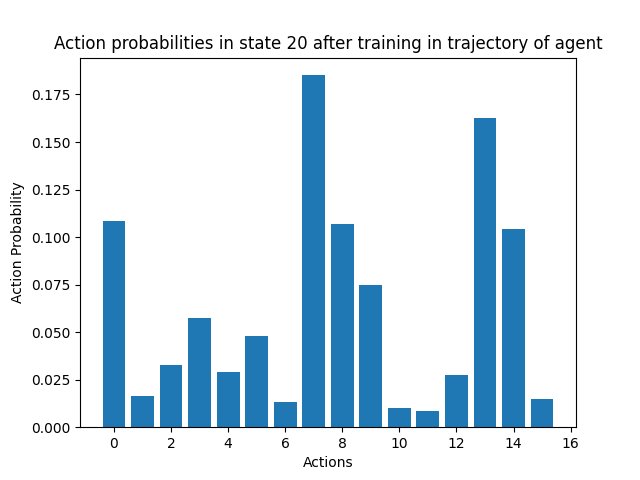 Action probabilities in state 20 after training in trajectory of agent
0.175
0.150
0.125
0.100
0.075
0.050
0.025
0.000
Action Probability
0 2 4 6 8 10 12 14 16
Actions